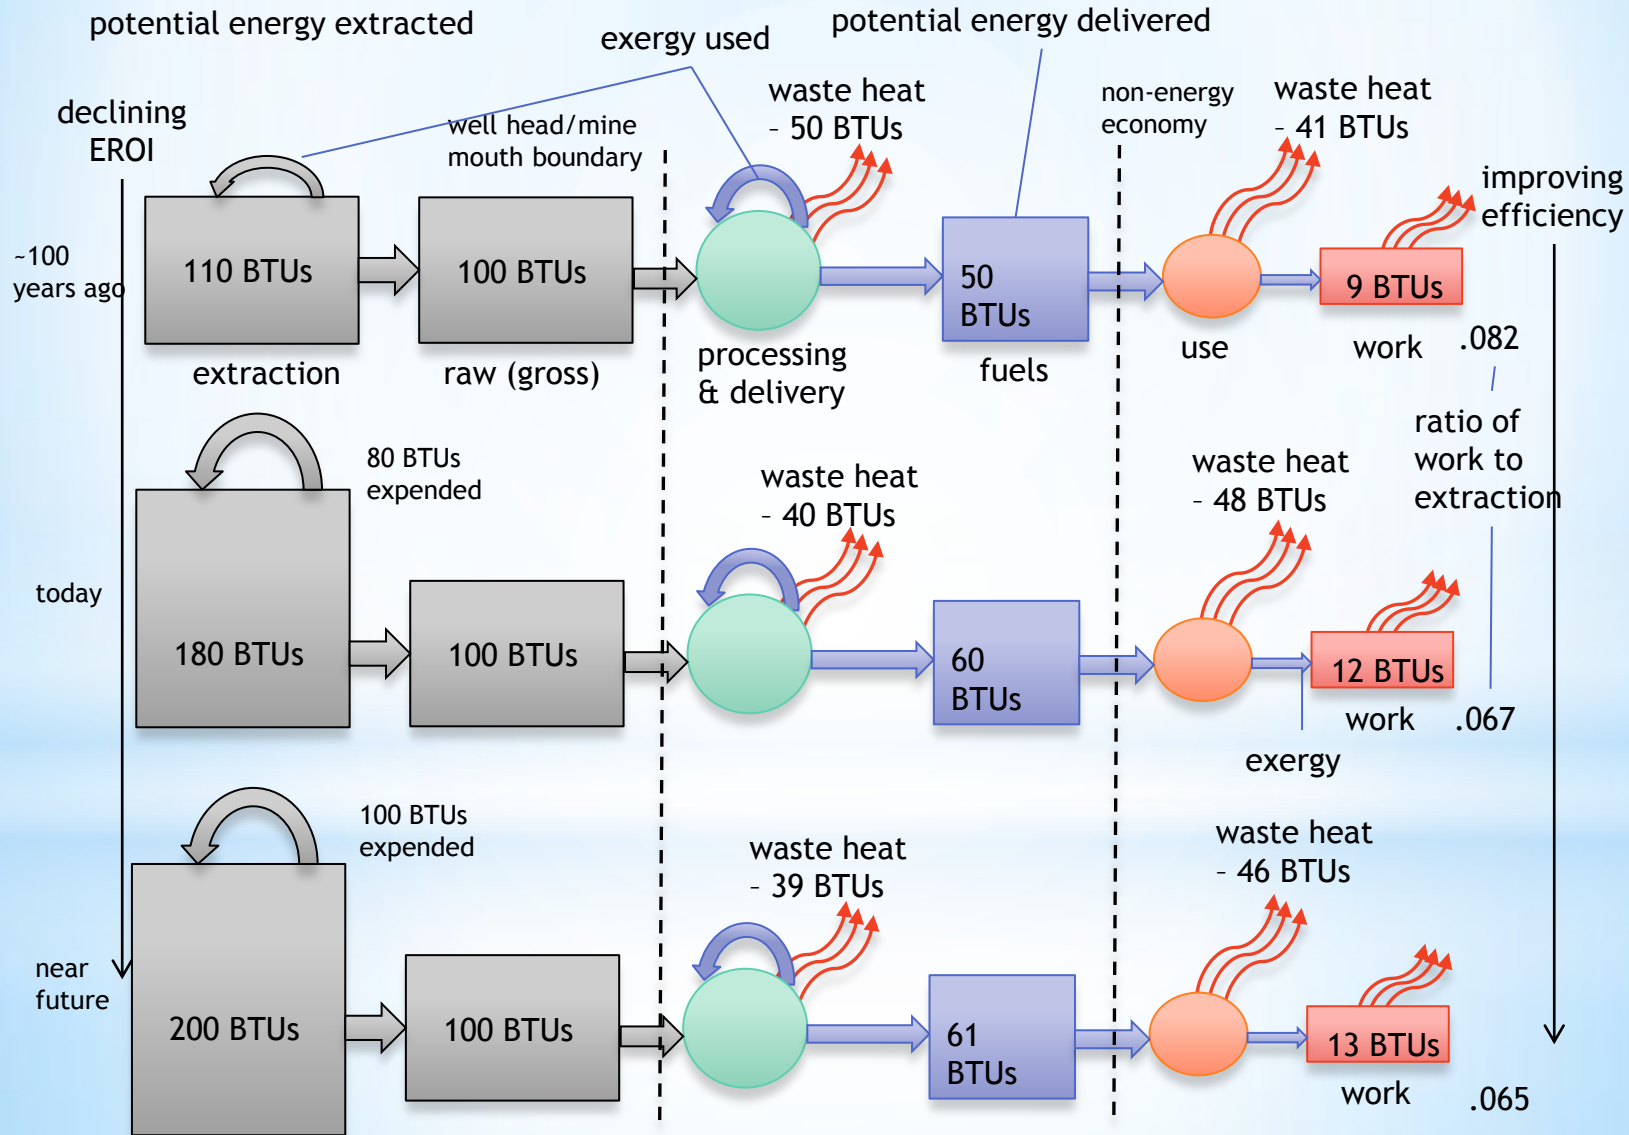 potential energy extracted
exergy used
potential energy delivered
declining
EROI
well head/mine
mouth boundary
waste heat
- 50 BTUs
non-energy
economy
waste heat
- 41 BTUs
improving
efficiency
~100
years ago
110 BTUs
100 BTUs
50
BTUs
9 BTUs
extraction
raw (gross)
processing
& delivery
fuels
use
work
.082
ratio of
work to
extraction
80 BTUs
expended
waste heat
- 40 BTUs
waste heat
- 48 BTUs
today
180 BTUs
100 BTUs
60
BTUs
12 BTUs
work
.067
exergy
100 BTUs
expended
waste heat
- 39 BTUs
waste heat
- 46 BTUs
near
future
200 BTUs
100 BTUs
61
BTUs
13 BTUs
work
.065